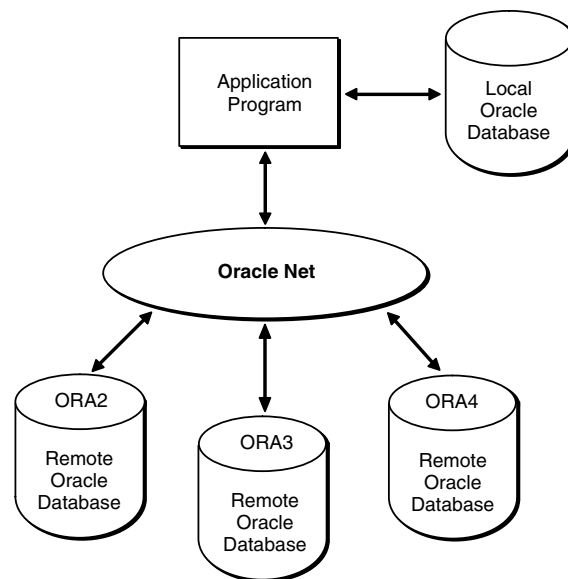 Application
Program
Local
Oracle
Database
Oracle Net
ORA2
Remote
Oracle
Database
ORA3
Remote
Oracle
Database
ORA4
Remote
Oracle
Database